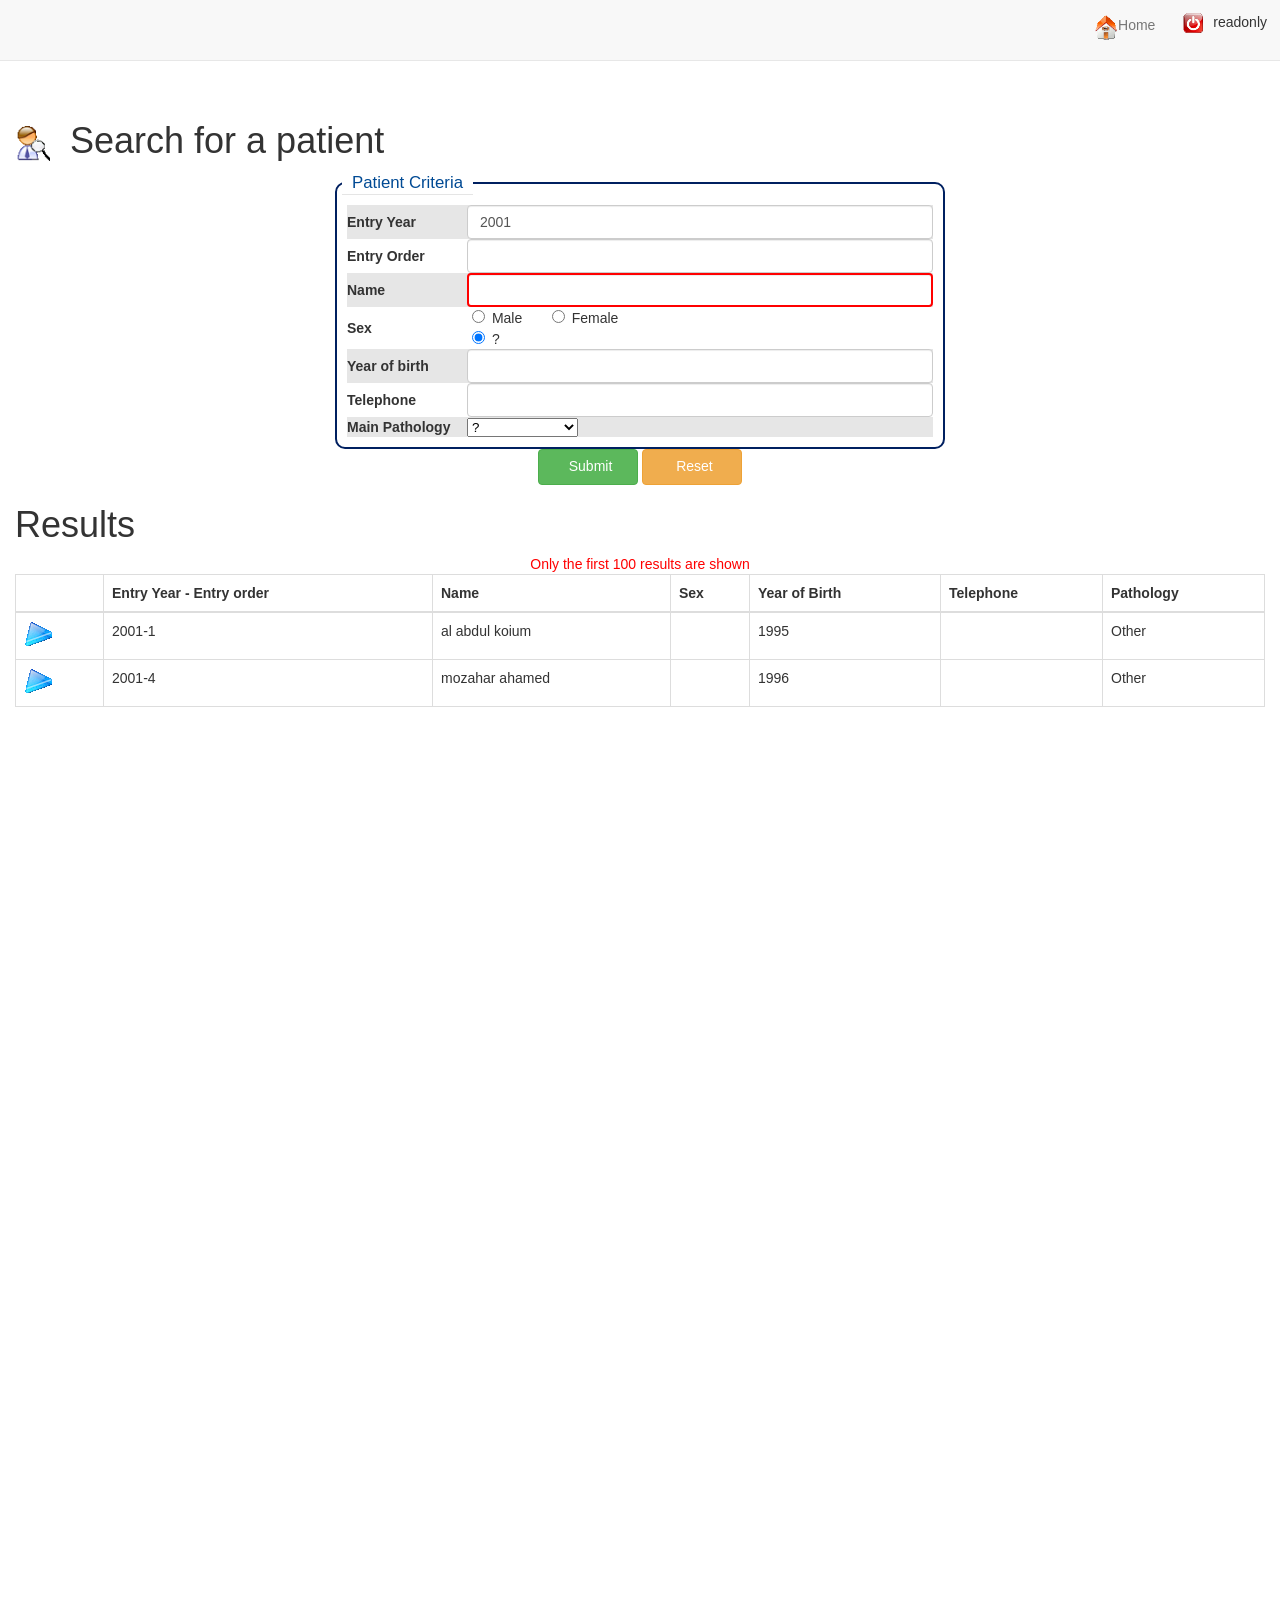 Home readonly
Search for a patient
Patient Criteria
Entry Year 2001
Entry Order
Name
Sex Male Female
?
Year of birth
Telephone
Main Pathology ?
Submit Reset
Results
Only the first 100 results are shown
Entry Year - Entry order Name Sex Year of Birth Telephone Pathology
2001-1 al abdul koium 1995 Other
2001-4 mozahar ahamed 1996 Other